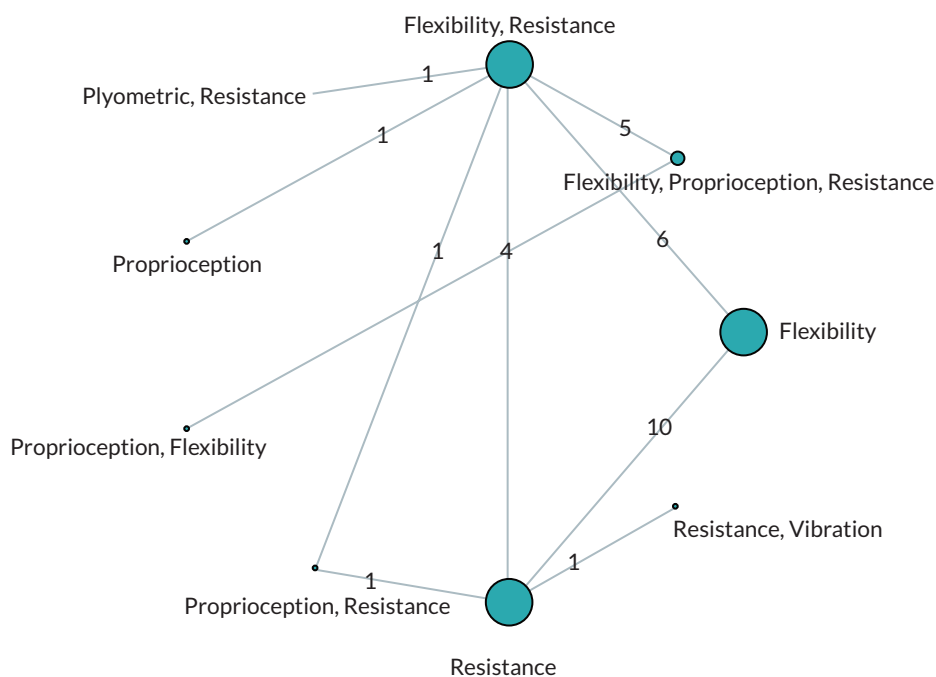 Flexibility, Resistance
1
Plyometric, Resistance
5
1
Flexibility, Proprioception, Resistance
6
1
4
Proprioception
Flexibility
10
Proprioception, Flexibility
Resistance, Vibration
1
1
Proprioception, Resistance
Resistance